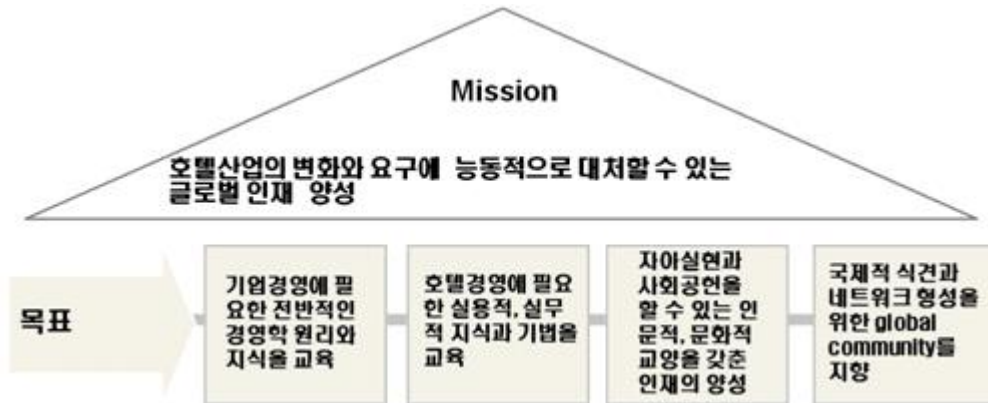 Mission
호텔산업의 변화와 요구에 능동적으로 대처할 수 있는
글로벌 인재 양성
목표
기업경영에 필
요한 전반적인
경영학 원리와
지식을 교육
호텔경영에 필요
한 실용적, 실무
적 지식과 기법을
교육
자아실현과
사회공헌을
할 수 있는 인
문적, 문화적
교양을 갖춘
인재의 양성
국제적 식견과
네트워크 형성을
위한 global
community를
지향